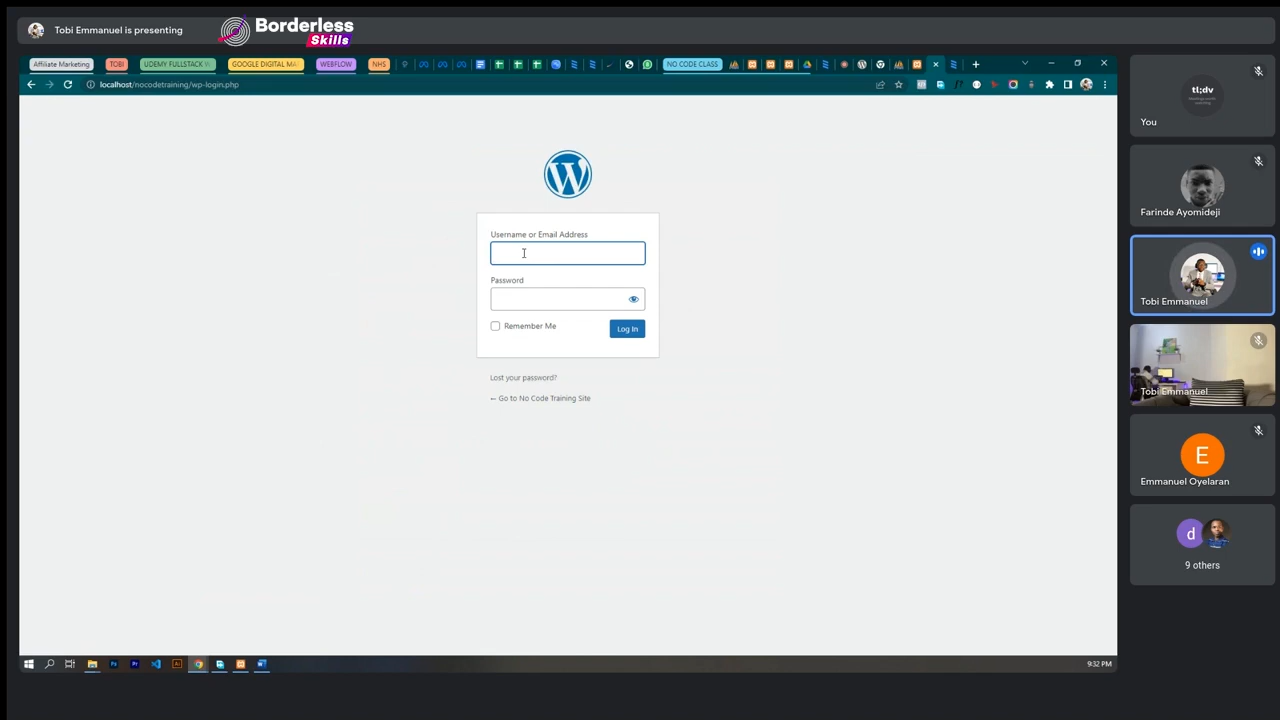 Tobi Emmanuel is presenting
Borderless
Skills
Affiliate Marketing
TOBI
UDEMY FULLSTACK
GOOGLE DIGITAL
WEBFLOW
NHS
NO CODE CLASS
localhost/nocodetraining/wp-login.php
Username or Email Address
Password
Remember Me
Log In
Lost your password?
← Go to No Code Training Site
9:32 PM
tl;dv
You
Farinde Ayomideji
Tobi Emmanuel
Tobi Emmanuel
E
Emmanuel Oyelaran
d
9 others